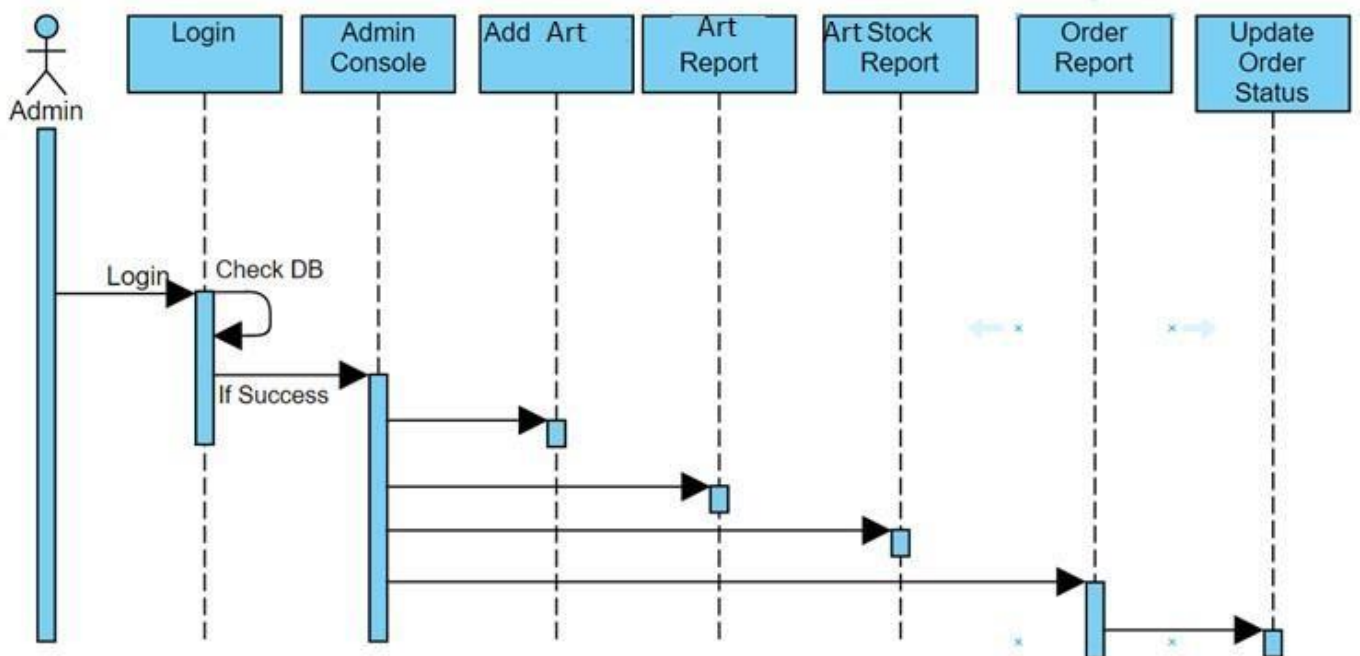 Login
Admin
Console
Add Art
Art
Report
Art Stock
Report
Order
Report
Update
Order
Status
Admin
Login
Check DB
If Success